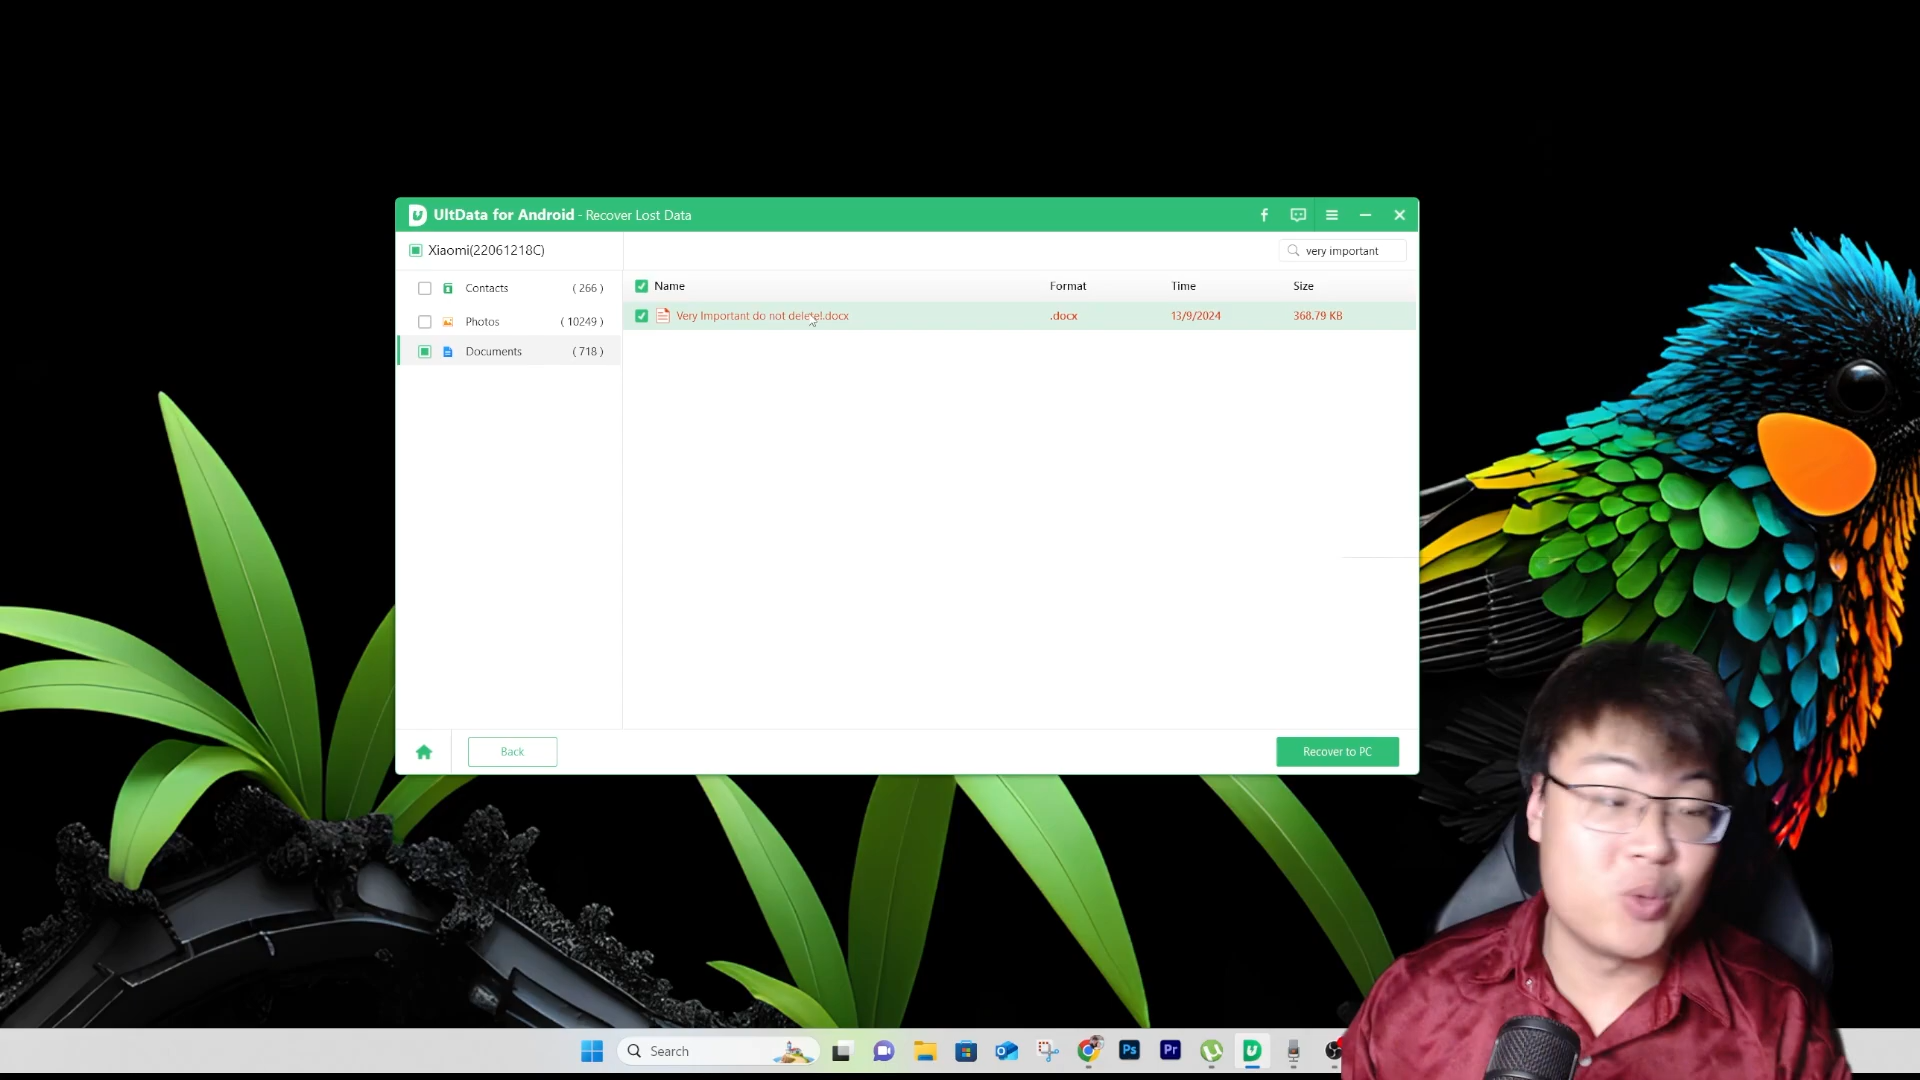 UltData for Android - Recover Lost Data
Xiaomi(22061218C)
very important
Contacts (266)
Photos (10249)
Documents (718)
Name Format Time Size
Very Important do not delete!.docx .docx 13/9/2024 368.79 KB
Back
Recover to PC
Search
Ps
Pr